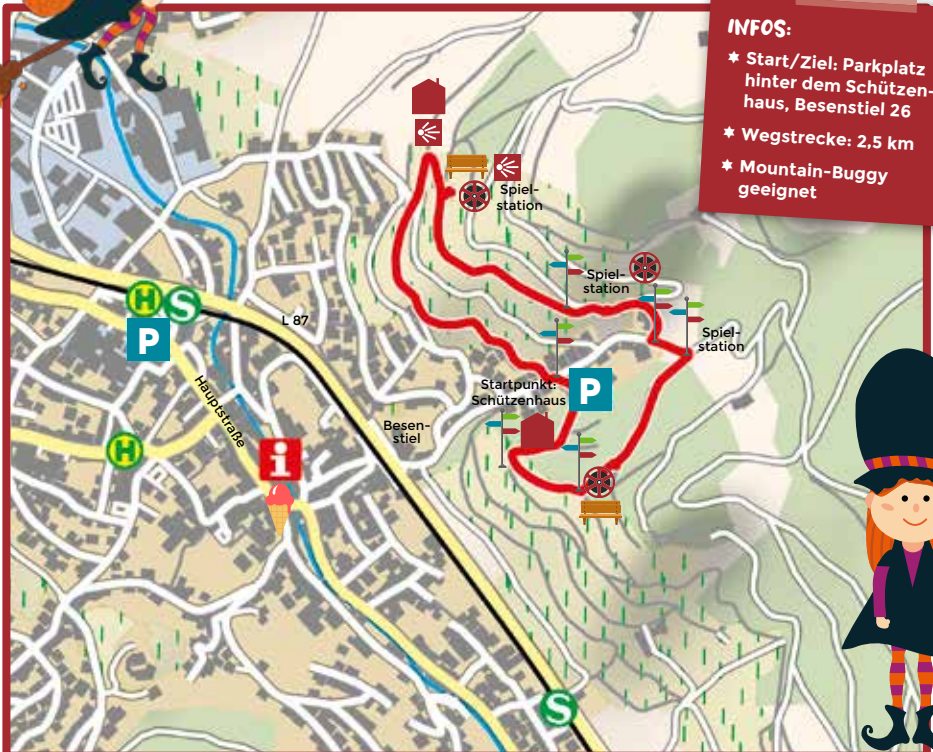 INFOS:
Start/Ziel: Parkplatz
hinter dem Schützen-
haus, Besenstiel 26
Wegstrecke: 2,5 km
Mountain-Buggy
geeignet
Spiel-
station
Spiel-
station
Spiel-
station
H
S
P
L 87
Hauptstraße
H
i
Besen-
stiel
Startpunkt:
Schützenhaus
P
S